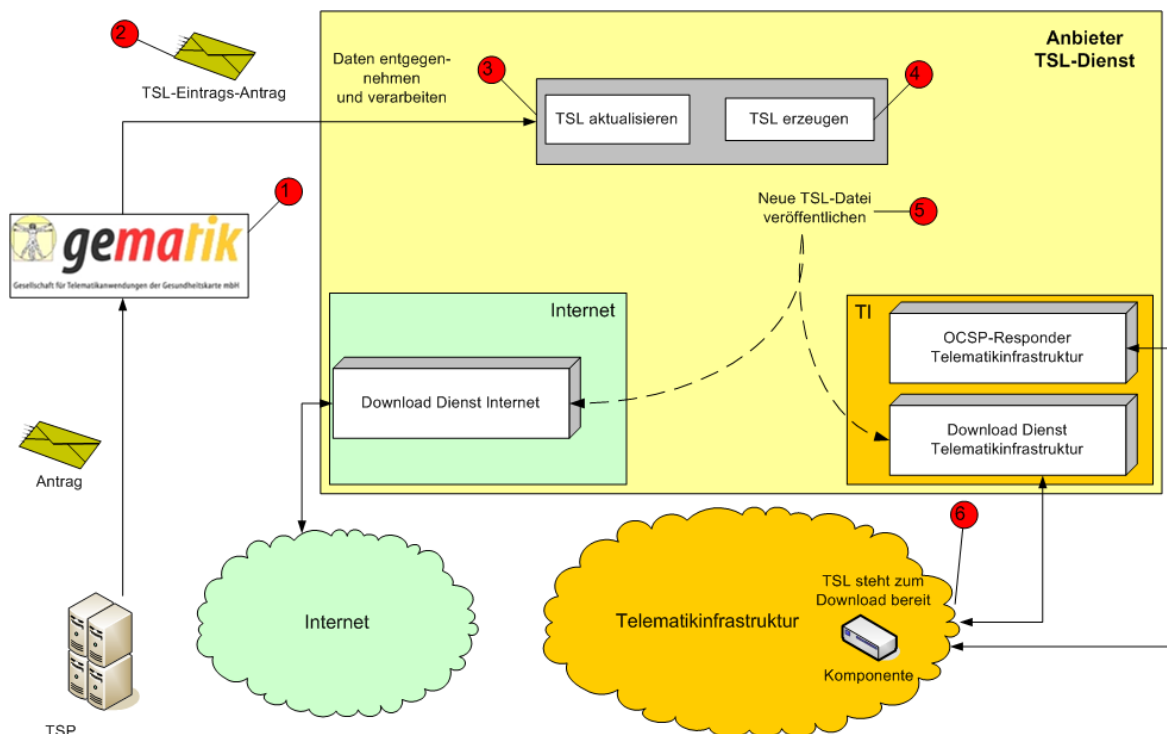 2
TSL-Eintrags-Antrag
Daten entgegen-
nehmen
und verarbeiten
3
4
Anbieter
TSL-Dienst
TSL aktualisieren
TSL erzeugen
1
gematik
Gesellschaft für Telematikanwendungen der Gesundheitskarte mbH
Neue TSL-Datei
veröffentlichen
5
Internet
TI
OCSP-Responder
Telematikinfrastruktur
Download Dienst Internet
Download Dienst
Telematikinfrastruktur
Antrag
6
TSL steht zum
Download bereit
Internet
Telematikinfrastruktur
Komponente
TSP